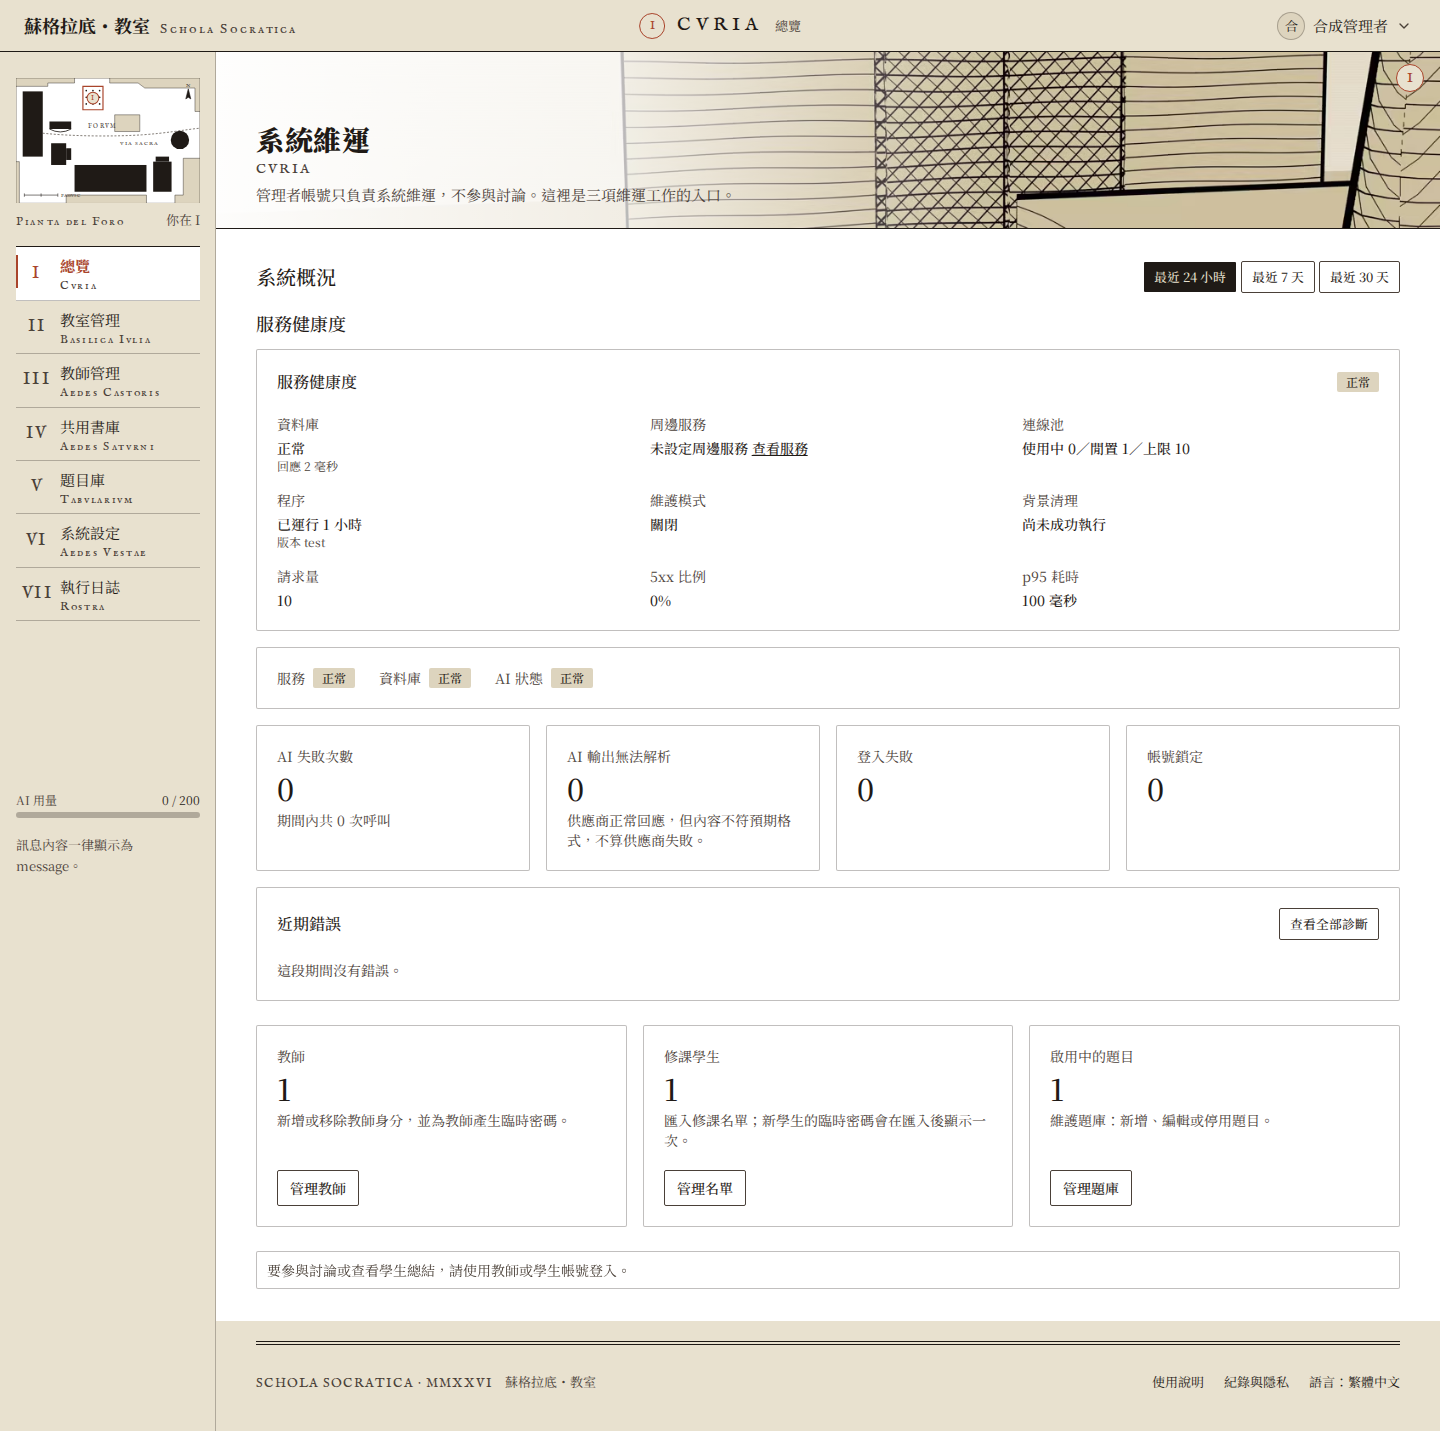 蘇格拉底・教室 SCHOLA SOCRATICA
I CVRIA 總覽
合 合成管理者
I
FORVM
VIA SACRA
PIANTA DEL FORO 你在 I
I 總覽
CVRIA
II 教室管理
BASILICA IVLIA
III 教師管理
AEDES CASTORIS
IV 共用書庫
AEDES SATVRNI
V 題目庫
TABVLARIVM
VI 系統設定
AEDES VESTAE
VII 執行日誌
ROSTRA
AI 用量 0 / 200
訊息內容一律顯示為
message。
系統維運
CVRIA
管理者帳號只負責系統維運，不參與討論。這裡是三項維運工作的入口。
I
系統概況
最近 24 小時 最近 7 天 最近 30 天
服務健康度
服務健康度 正常
資料庫 周邊服務 連線池
正常 未設定周邊服務 查看服務 使用中 0／閒置 1／上限 10
回應 2 毫秒
程序 維護模式 背景清理
已運行 1 小時 關閉 尚未成功執行
版本 test
請求量 5xx 比例 p95 耗時
10 0% 100 毫秒
服務 正常 資料庫 正常 AI 狀態 正常
AI 失敗次數 AI 輸出無法解析 登入失敗 帳號鎖定
0 0 0 0
期間內共 0 次呼叫 供應商正常回應，但內容不符預期格
式，不算供應商失敗。
近期錯誤 查看全部診斷
這段期間沒有錯誤。
教師 修課學生 啟用中的題目
1 1 1
新增或移除教師身分，並為教師產生臨時密碼。 匯入修課名單；新學生的臨時密碼會在匯入後顯示一 維護題庫：新增、編輯或停用題目。
次。
管理教師 管理名單 管理題庫
要參與討論或查看學生總結，請使用教師或學生帳號登入。
SCHOLA SOCRATICA · MMXXVI 蘇格拉底・教室
使用說明 紀錄與隱私 語言：繁體中文